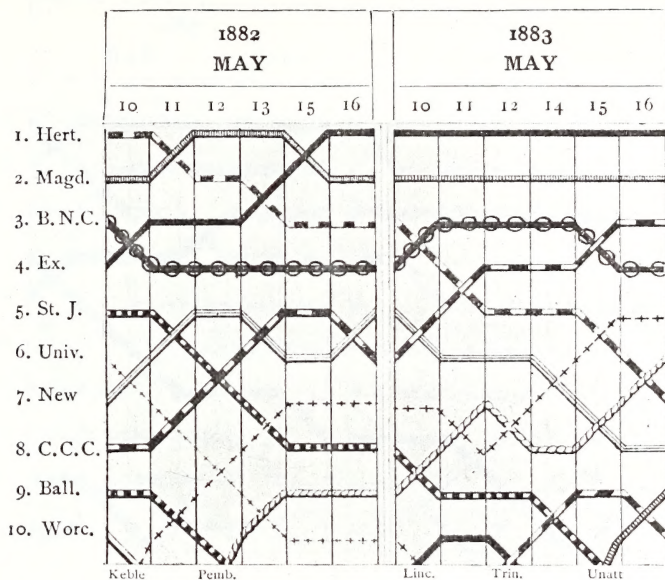 1882 1883
MAY MAY
10 11 12 13 15 16 10 11 12 14 15 16
1. Hert.
2. Magd.
3. B.N.C.
4. Ex.
5. St. J.
6. Univ.
7. New
8. C.C.C.
9. Ball.
10. Worc.
Keble Pemb. Linc. Trin. Unatt